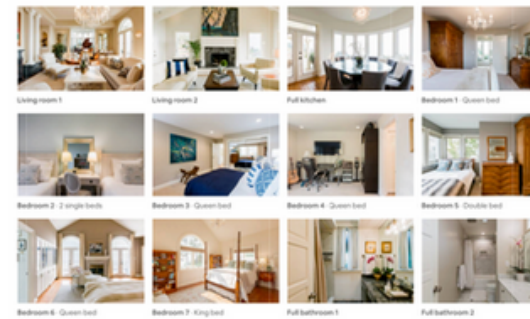 Living room 1
Living room 2
Full kitchen
Bedroom 1 · Queen bed
Bedroom 2 · 2 single beds
Bedroom 3 · Queen bed
Bedroom 4 · Queen bed
Bedroom 5 · Double bed
Bedroom 6 · Queen bed
Bedroom 7 · King bed
Full bathroom 1
Full bathroom 2